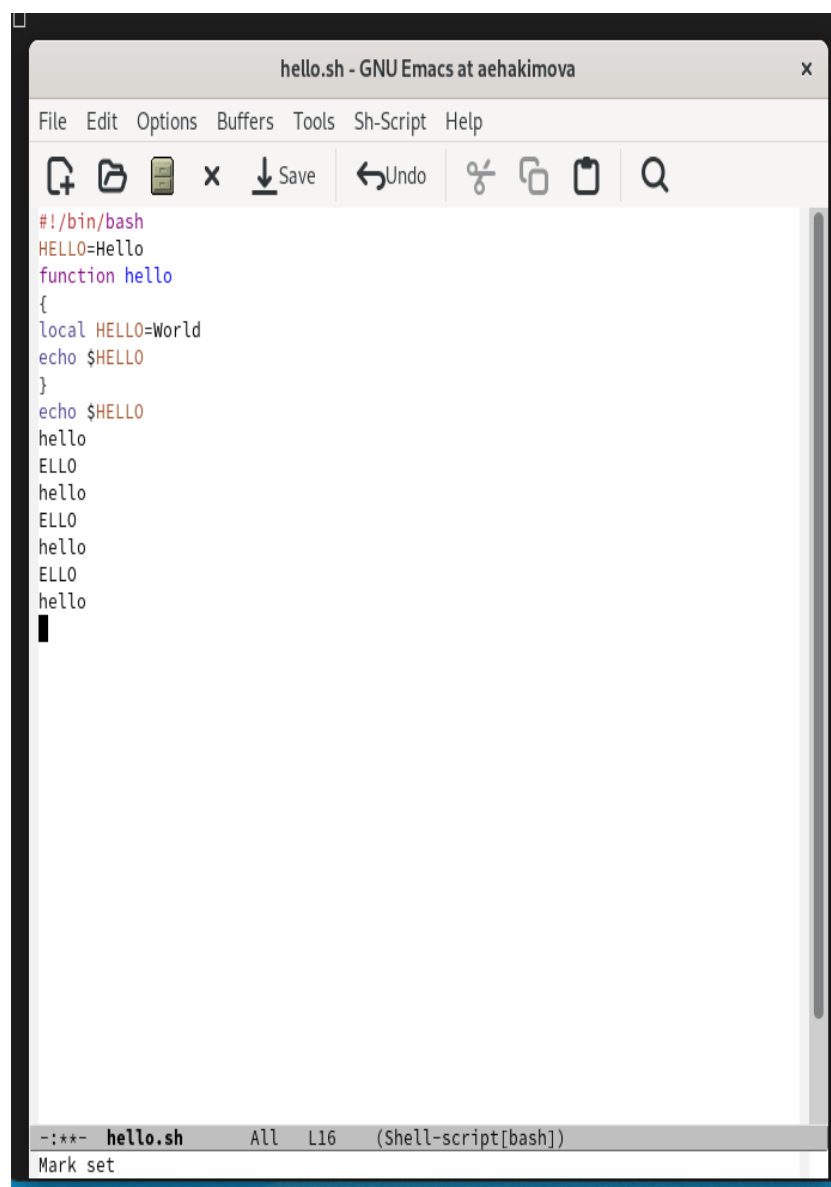 hello.sh - GNU Emacs at aehakimova x
File Edit Options Buffers Tools Sh-Script Help
Save Undo
#!/bin/bash
HELLO=Hello
function hello
{
local HELLO=World
echo $HELLO
}
echo $HELLO
hello
ELLO
hello
ELLO
hello
ELLO
hello
-:**- hello.sh All L16 (Shell-script[bash])
Mark set